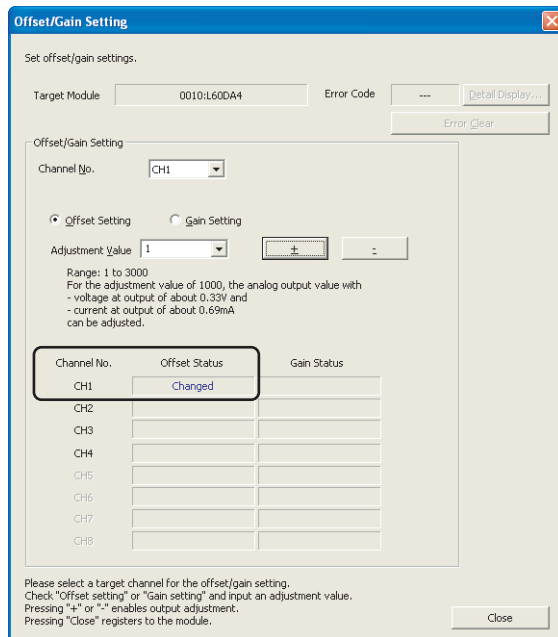 Offset/Gain Setting
Set offset/gain settings.
Target Module 0010:L60DA4 Error Code --- Detail Display...
Error Clear
Offset/Gain Setting
Channel No. CH1
Offset Setting Gain Setting
Adjustment Value 1 + -
Range: 1 to 3000
For the adjustment value of 1000, the analog output value with
- voltage at output of about 0.33V and
- current at output of about 0.69mA
can be adjusted.
Channel No. Offset Status Gain Status
CH1 Changed
CH2
CH3
CH4
CH5
CH6
CH7
CH8
Please select a target channel for the offset/gain setting.
Check "Offset setting" or "Gain setting" and input an adjustment value.
Pressing "+" or "-" enables output adjustment.
Pressing "Close" registers to the module.
Close